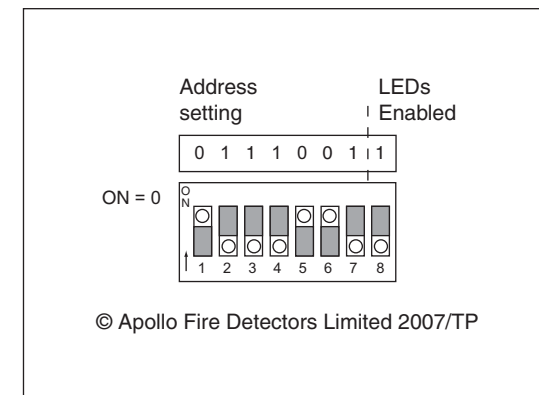 Address LEDs
setting Enabled
0 1 1 1 0 0 1 1
ON = 0 ON
1 2 3 4 5 6 7 8
© Apollo Fire Detectors Limited 2007/TP